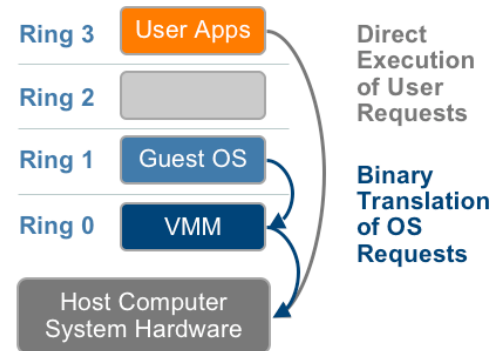 Ring 3
User Apps
Ring 2
Ring 1
Guest OS
Ring 0
VMM
Host Computer
System Hardware
Direct
Execution
of User
Requests
Binary
Translation
of OS
Requests